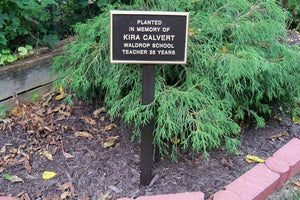 PLANTED
IN MEMORY OF
KIRA CALVERT
WALDROP SCHOOL
TEACHER 25 YEARS